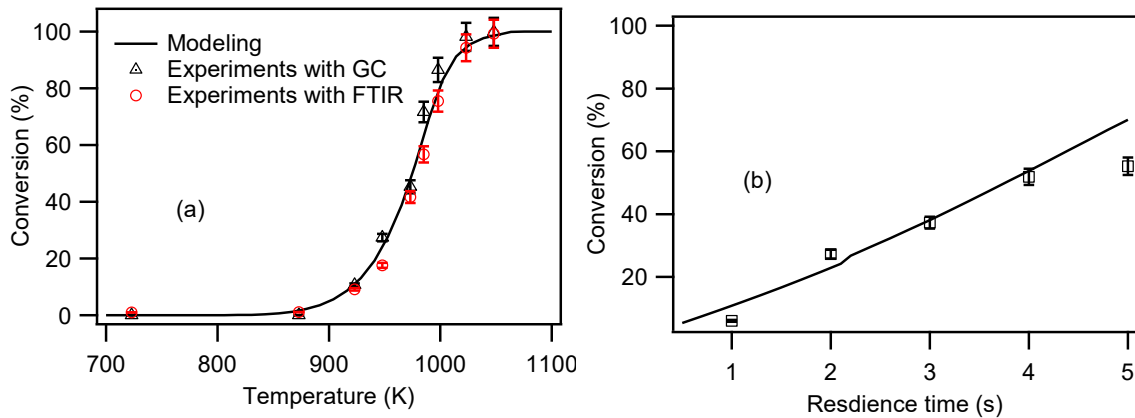 100
80
60
40
20
0
Conversion (%)
Modeling
Experiments with GC
Experiments with FTIR
(a)
700
800
900
1000
1100
Temperature (K)
100
80
60
40
20
Conversion (%)
(b)
1
2
3
4
5
Resdience time (s)